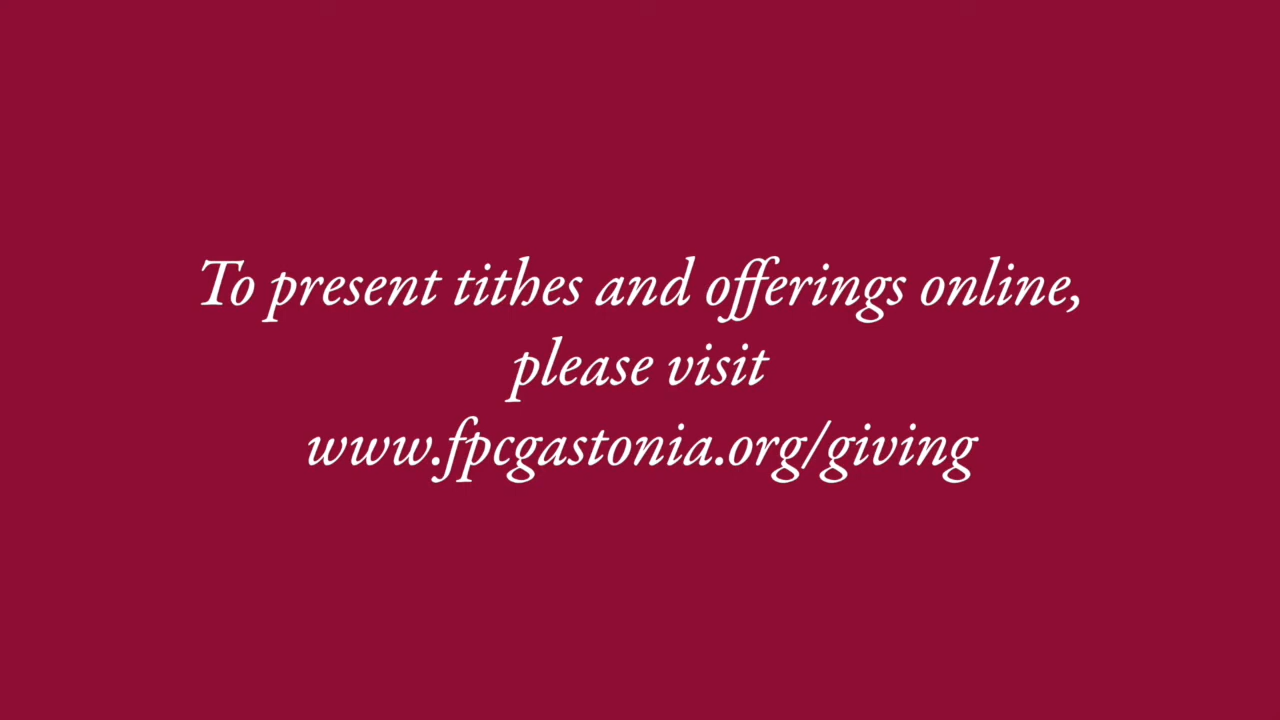 To present tithes and offerings online,
please visit
www.fpcgastonia.org/giving